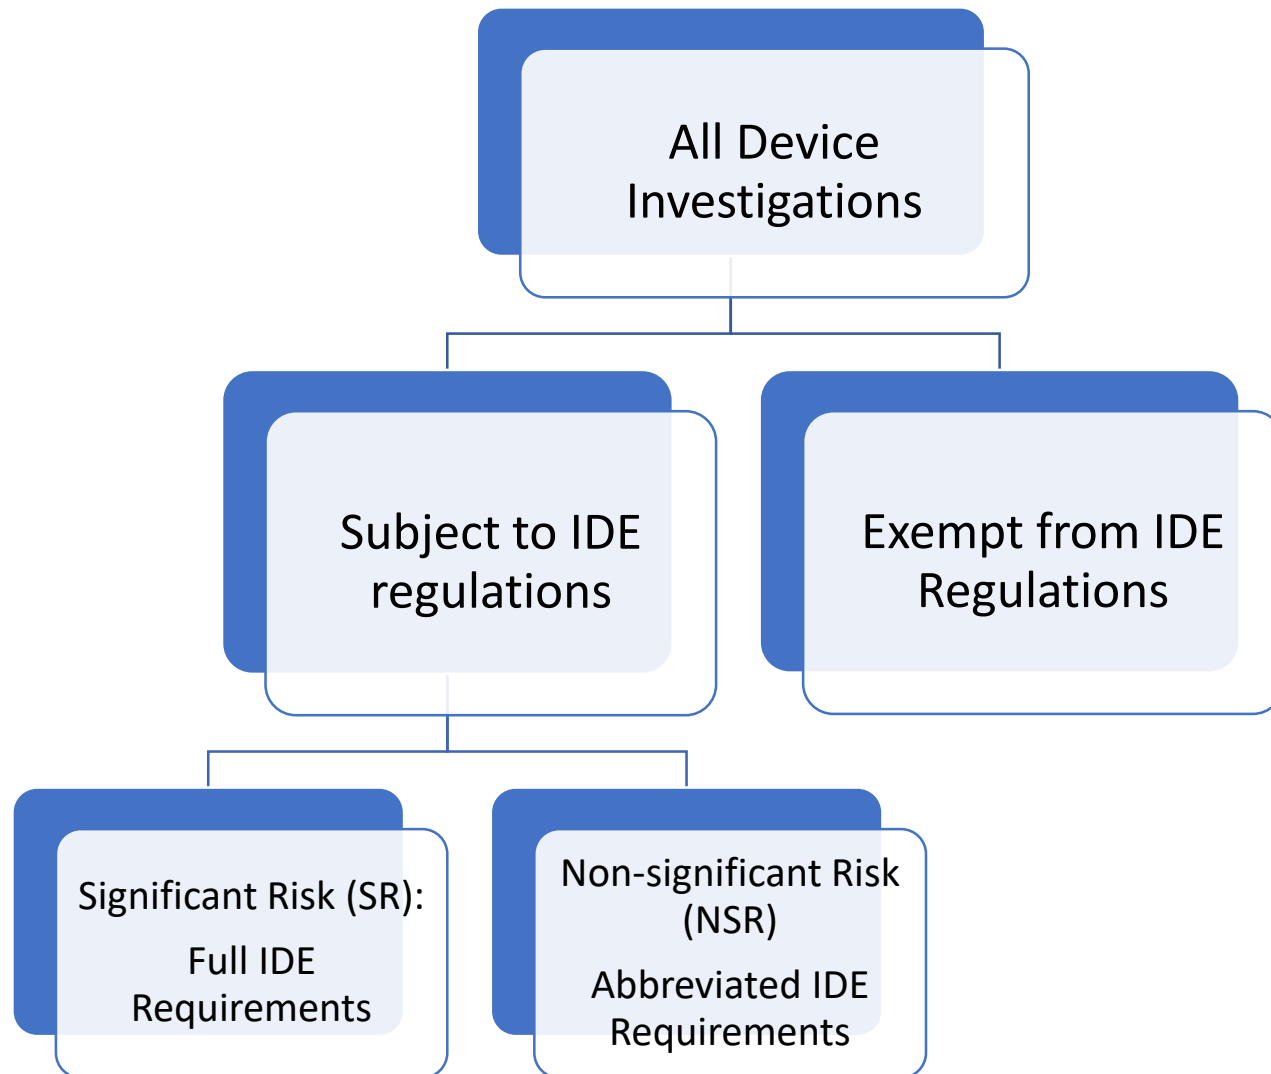 All Device
Investigations
Subject to IDE
regulations
Exempt from IDE
Regulations
Significant Risk (SR):
Full IDE
Requirements
Non-significant Risk
(NSR)
Abbreviated IDE
Requirements